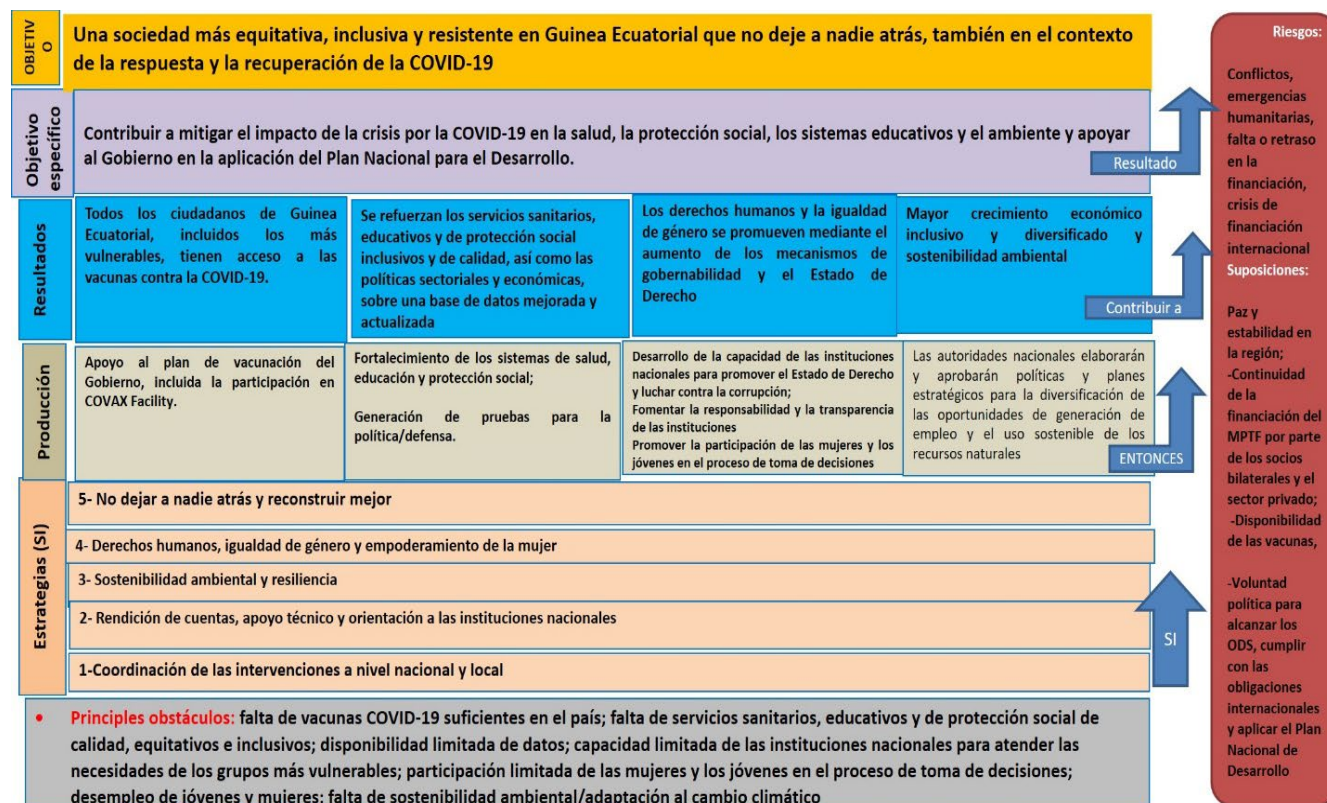 OBJETIV
O
Una sociedad más equitativa, inclusiva y resistente en Guinea Ecuatorial que no deje a nadie atrás, también en el contexto
de la respuesta y la recuperación de la COVID-19
Objetivo
específico
Contribuir a mitigar el impacto de la crisis por la COVID-19 en la salud, la protección social, los sistemas educativos y el ambiente y apoyar
al Gobierno en la aplicación del Plan Nacional para el Desarrollo.
Resultado
Resultados
Todos los ciudadanos de Guinea
Ecuatorial, incluidos los más
vulnerables, tienen acceso a las
vacunas contra la COVID-19.
Se refuerzan los servicios sanitarios,
educativos y de protección social
inclusivos y de calidad, así como las
políticas sectoriales y económicas,
sobre una base de datos mejorada y
actualizada
Los derechos humanos y la igualdad
de género se promueven mediante el
aumento de los mecanismos de
gobernabilidad y el Estado de
Derecho
Mayor crecimiento económico
inclusivo y diversificado y
sostenibilidad ambiental
Contribuir a
Producción
Apoyo al plan de vacunación del
Gobierno, incluida la participación en
COVAX Facility.
Fortalecimiento de los sistemas de salud,
educación y protección social;
Generación de pruebas para la
política/defensa.
Desarrollo de la capacidad de las instituciones
nacionales para promover el Estado de Derecho
y luchar contra la corrupción;
Fomentar la responsabilidad y la transparencia
de las instituciones
Promover la participación de las mujeres y los
jóvenes en el proceso de toma de decisiones
Las autoridades nacionales elaborarán
y aprobarán políticas y planes
estratégicos para la diversificación de
las oportunidades de generación de
empleo y el uso sostenible de los
recursos naturales
ENTONCES
Estrategias (SI)
5- No dejar a nadie atrás y reconstruir mejor
4- Derechos humanos, igualdad de género y empoderamiento de la mujer
3- Sostenibilidad ambiental y resiliencia
2- Rendición de cuentas, apoyo técnico y orientación a las instituciones nacionales
1-Coordinación de las intervenciones a nivel nacional y local
SI
• Principles obstáculos: falta de vacunas COVID-19 suficientes en el país; falta de servicios sanitarios, educativos y de protección social de
calidad, equitativos e inclusivos; disponibilidad limitada de datos; capacidad limitada de las instituciones nacionales para atender las
necesidades de los grupos más vulnerables; participación limitada de las mujeres y los jóvenes en el proceso de toma de decisiones;
desempleo de jóvenes y mujeres; falta de sostenibilidad ambiental/adaptación al cambio climático
Riesgos:
Conflictos,
emergencias
humanitarias,
falta o retraso
en la
financiación,
crisis de
financiación
internacional
Suposiciones:
Paz y
estabilidad en
la región;
-Continuidad
de la
financiación del
MPTF por parte
de los socios
bilaterales y el
sector privado;
-Disponibilidad
de las vacunas,
-Voluntad
política para
alcanzar los
ODS, cumplir
con las
obligaciones
internacionales
y aplicar el Plan
Nacional de
Desarrollo